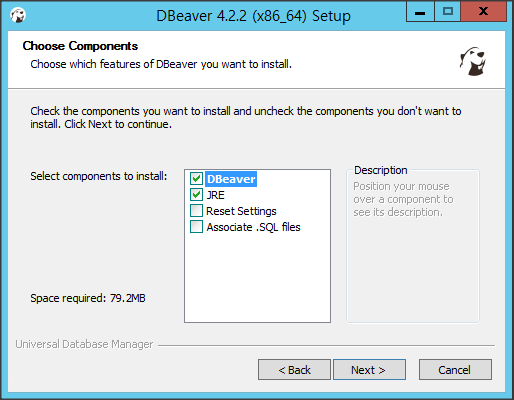 DBeaver 4.2.2 (x86_64) Setup
Choose Components
Choose which features of DBeaver you want to install.
Check the components you want to install and uncheck the components you don't want to
install. Click Next to continue.
Select components to install:
DBeaver
JRE
Reset Settings
Associate .SQL files
Description
Position your mouse
over a component to
see its description.
Space required: 79.2MB
Universal Database Manager
< Back
Next >
Cancel